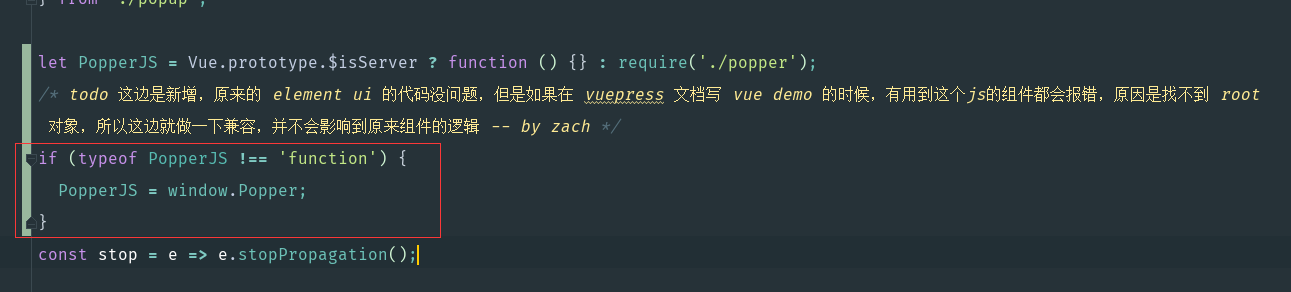 } from './popup';
let PopperJS = Vue.prototype.$isServer ? function () {} : require('./popper');
/* todo 这边是新增，原来的 element ui 的代码没问题，但是如果在 vuepress 文档写 vue demo 的时候，有用到这个js的组件都会报错，原因是找不到 root
对象，所以这边就做一下兼容，并不会影响到原来组件的逻辑 -- by zach */
if (typeof PopperJS !== 'function') {
PopperJS = window.Popper;
}
const stop = e => e.stopPropagation();